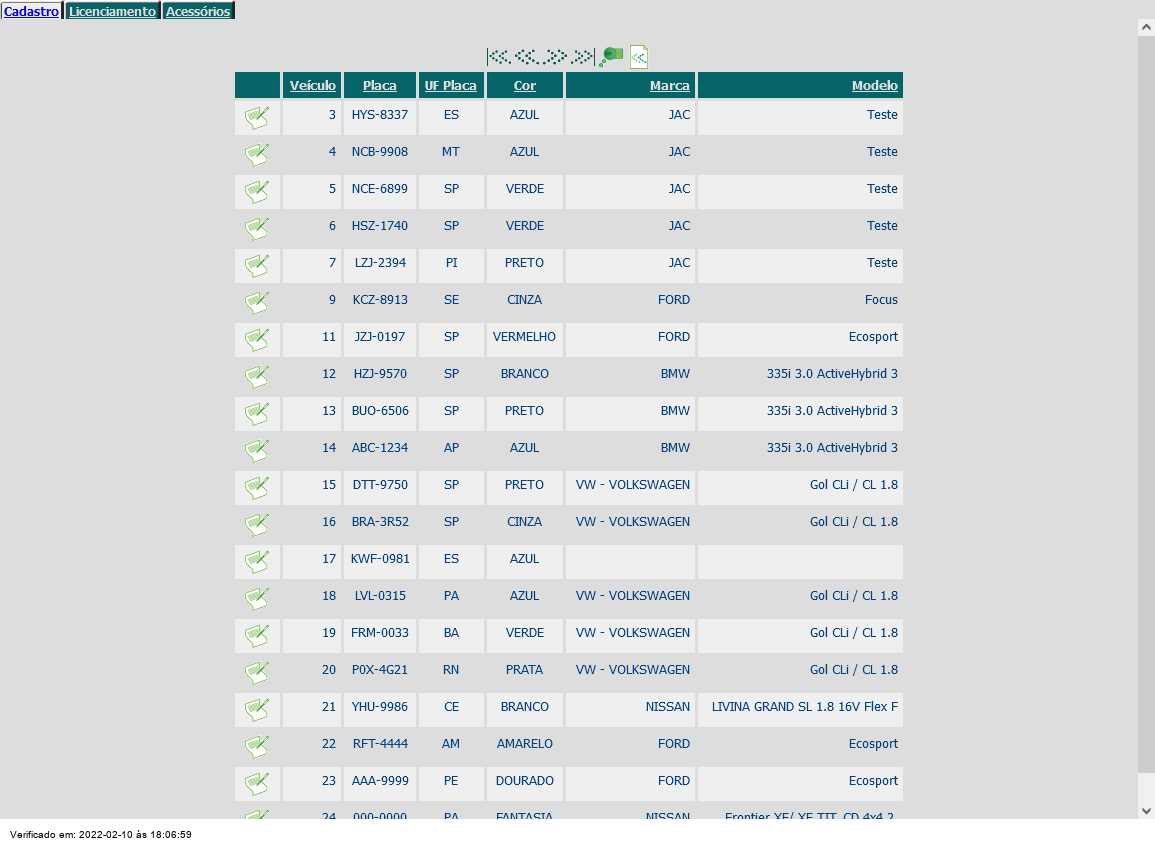 Cadastro Licenciamento Acessórios
Veículo Placa UF Placa Cor Marca Modelo
3 HYS-8337 ES AZUL JAC Teste
4 NCB-9908 MT AZUL JAC Teste
5 NCE-6899 SP VERDE JAC Teste
6 HSZ-1740 SP VERDE JAC Teste
7 LZJ-2394 PI PRETO JAC Teste
9 KCZ-8913 SE CINZA FORD Focus
11 JZJ-0197 SP VERMELHO FORD Ecosport
12 HZJ-9570 SP BRANCO BMW 335i 3.0 ActiveHybrid 3
13 BUO-6506 SP PRETO BMW 335i 3.0 ActiveHybrid 3
14 ABC-1234 AP AZUL BMW 335i 3.0 ActiveHybrid 3
15 DTT-9750 SP PRETO VW - VOLKSWAGEN Gol CLi / CL 1.8
16 BRA-3R52 SP CINZA VW - VOLKSWAGEN Gol CLi / CL 1.8
17 KWF-0981 ES AZUL
18 LVL-0315 PA AZUL VW - VOLKSWAGEN Gol CLi / CL 1.8
19 FRM-0033 BA VERDE VW - VOLKSWAGEN Gol CLi / CL 1.8
20 P0X-4G21 RN PRATA VW - VOLKSWAGEN Gol CLi / CL 1.8
21 YHU-9986 CE BRANCO NISSAN LIVINA GRAND SL 1.8 16V Flex F
22 RFT-4444 AM AMARELO FORD Ecosport
23 AAA-9999 PE DOURADO FORD Ecosport
24 000-0000 PA FANTASIA NISSAN Frontier XE/ XE TIT. CD 4x4 2.
Verificado em: 2022-02-10 às 18:06:59